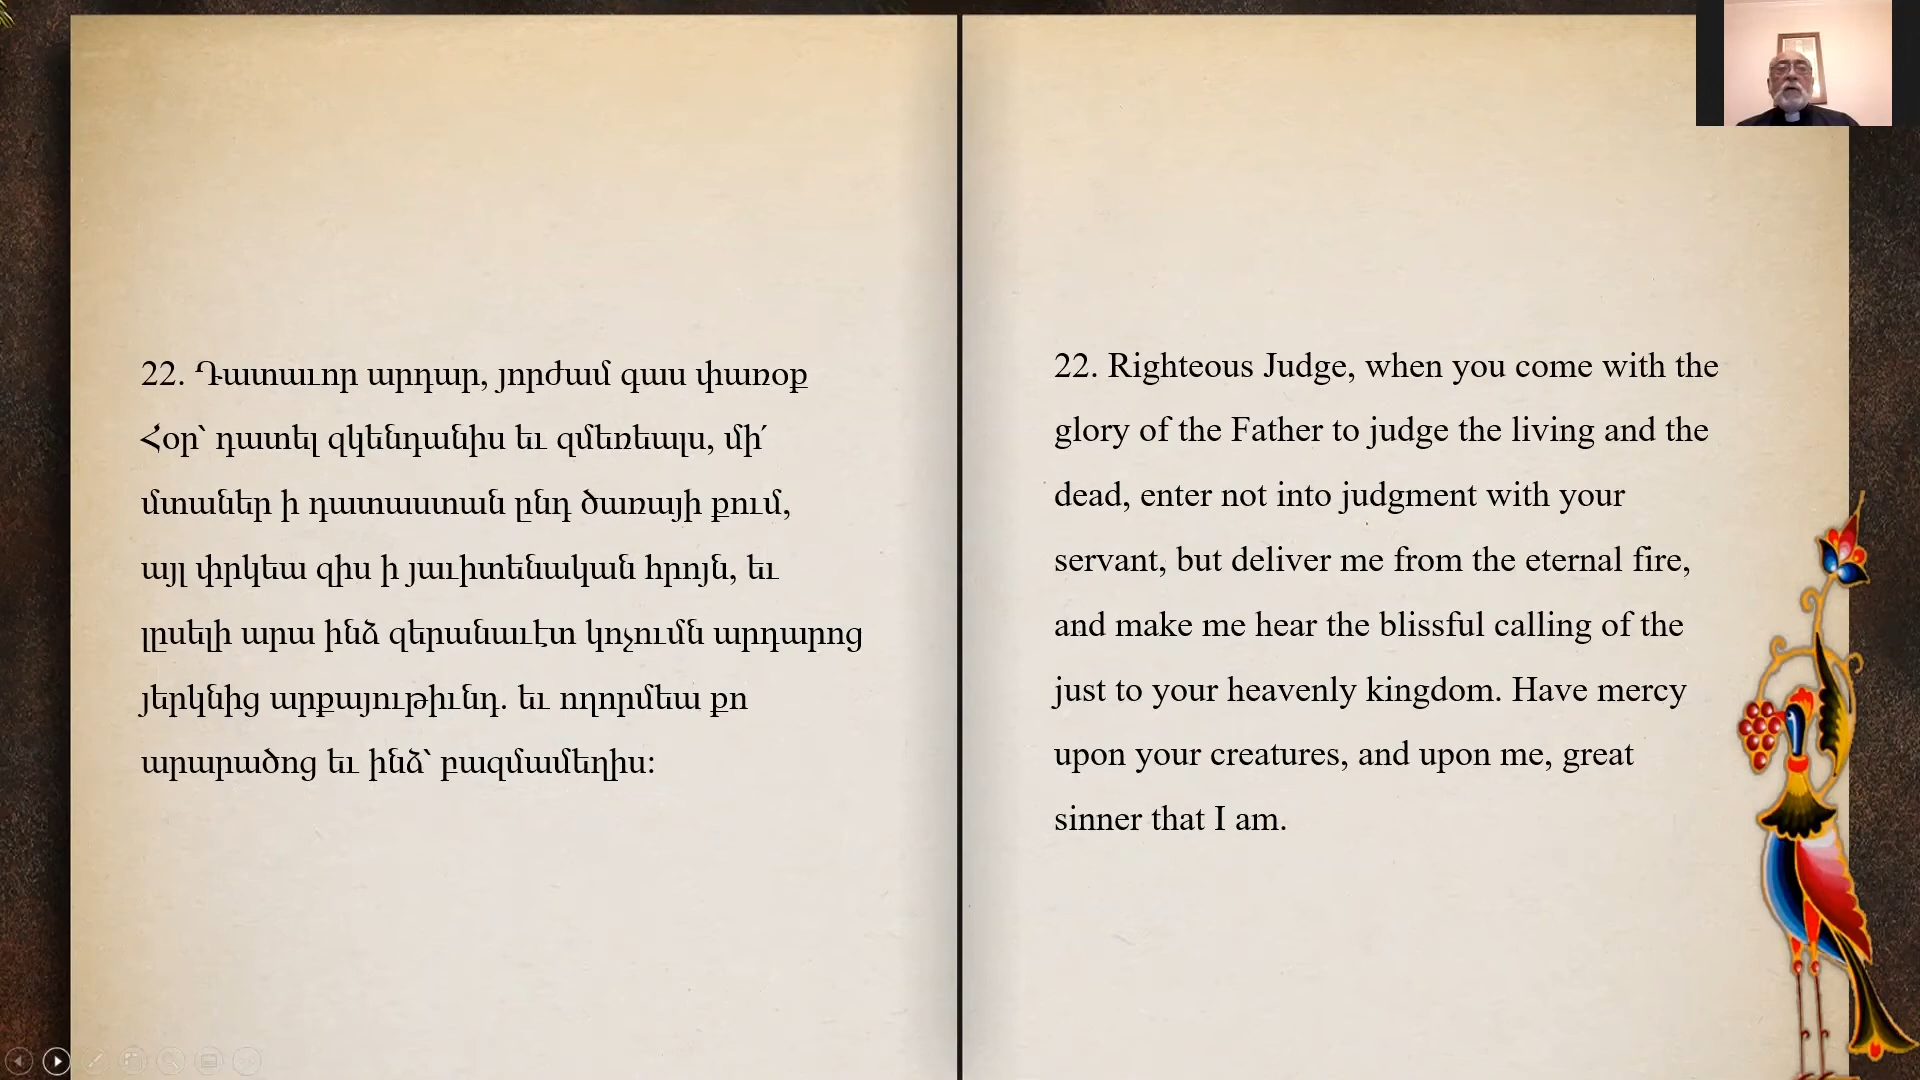 22. Դատաւոր արդար, յորժամ գաս փառօք
Հօր՝ դատել զկենդանիս եւ զմեռեալս, մի՛
մտաներ ի դատաստան ընդ ծառայի քում,
այլ փրկեա զիս ի յաւիտենական հրոյն, եւ
լըսելի արա ինձ զերանաւէտ կոչումն արդարոց
յերկնից արքայութիւնդ. եւ ողորմեա քո
արարածոց եւ ինձ՝ բազմամեղիս։
22. Righteous Judge, when you come with the
glory of the Father to judge the living and the
dead, enter not into judgment with your
servant, but deliver me from the eternal fire,
and make me hear the blissful calling of the
just to your heavenly kingdom. Have mercy
upon your creatures, and upon me, great
sinner that I am.